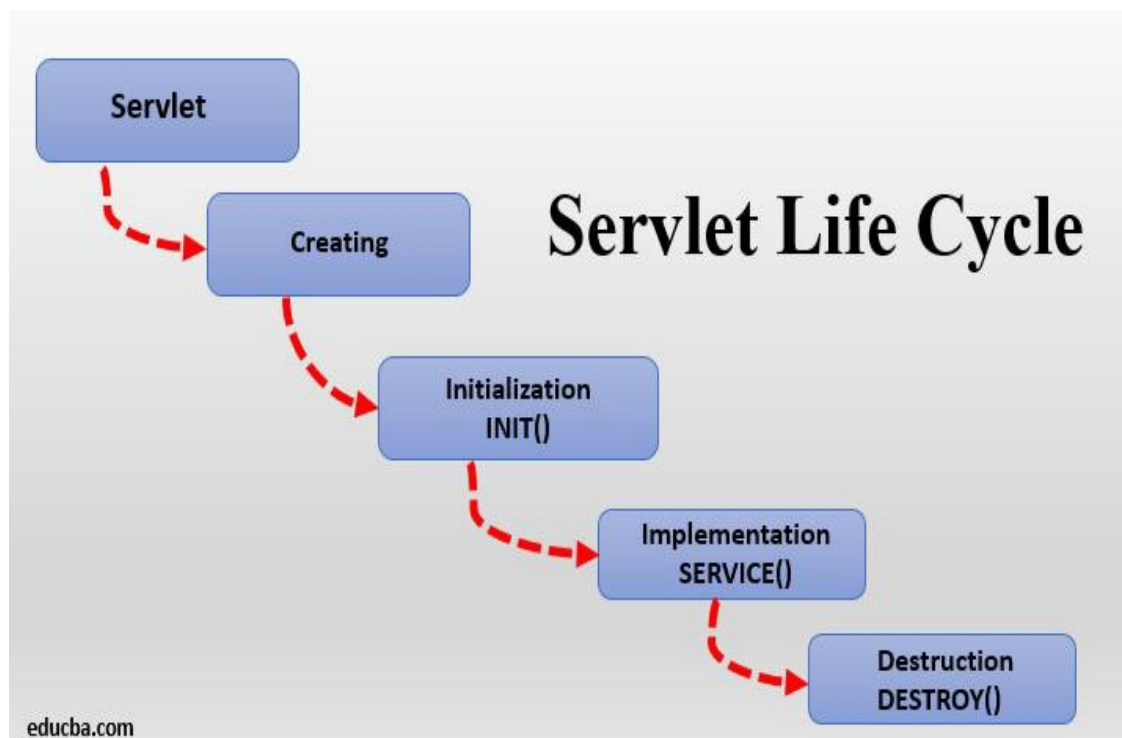 Servlet
Servlet Life Cycle
Creating
Initialization
INIT()
Implementation
SERVICE()
Destruction
DESTROY()
educba.com